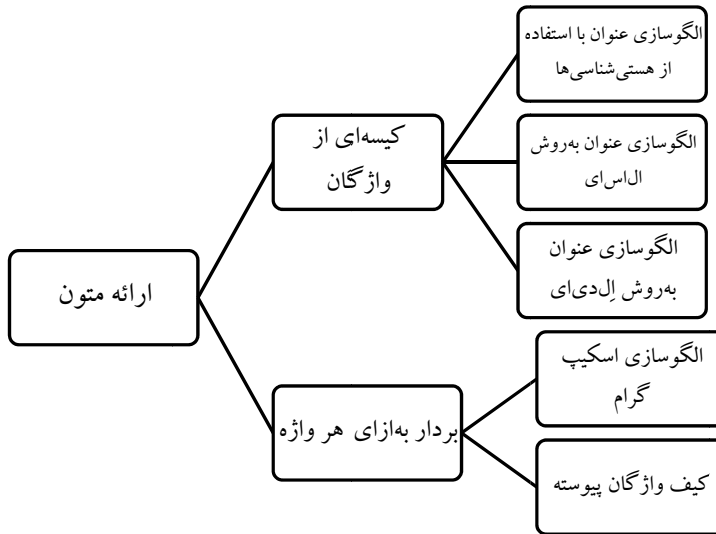 الگوسازی عنوان با استفاده
از هستی‌شناسی‌ها
کیسه‌ای از
واژگان
الگوسازی عنوان به‌روش
ال‌اس‌ای
الگوسازی عنوان
به‌روش اِل‌دی‌ای
ارائه متون
الگوسازی اسکیپ
گرام
بردار به‌ازای هر واژه
کیف واژگان پیوسته